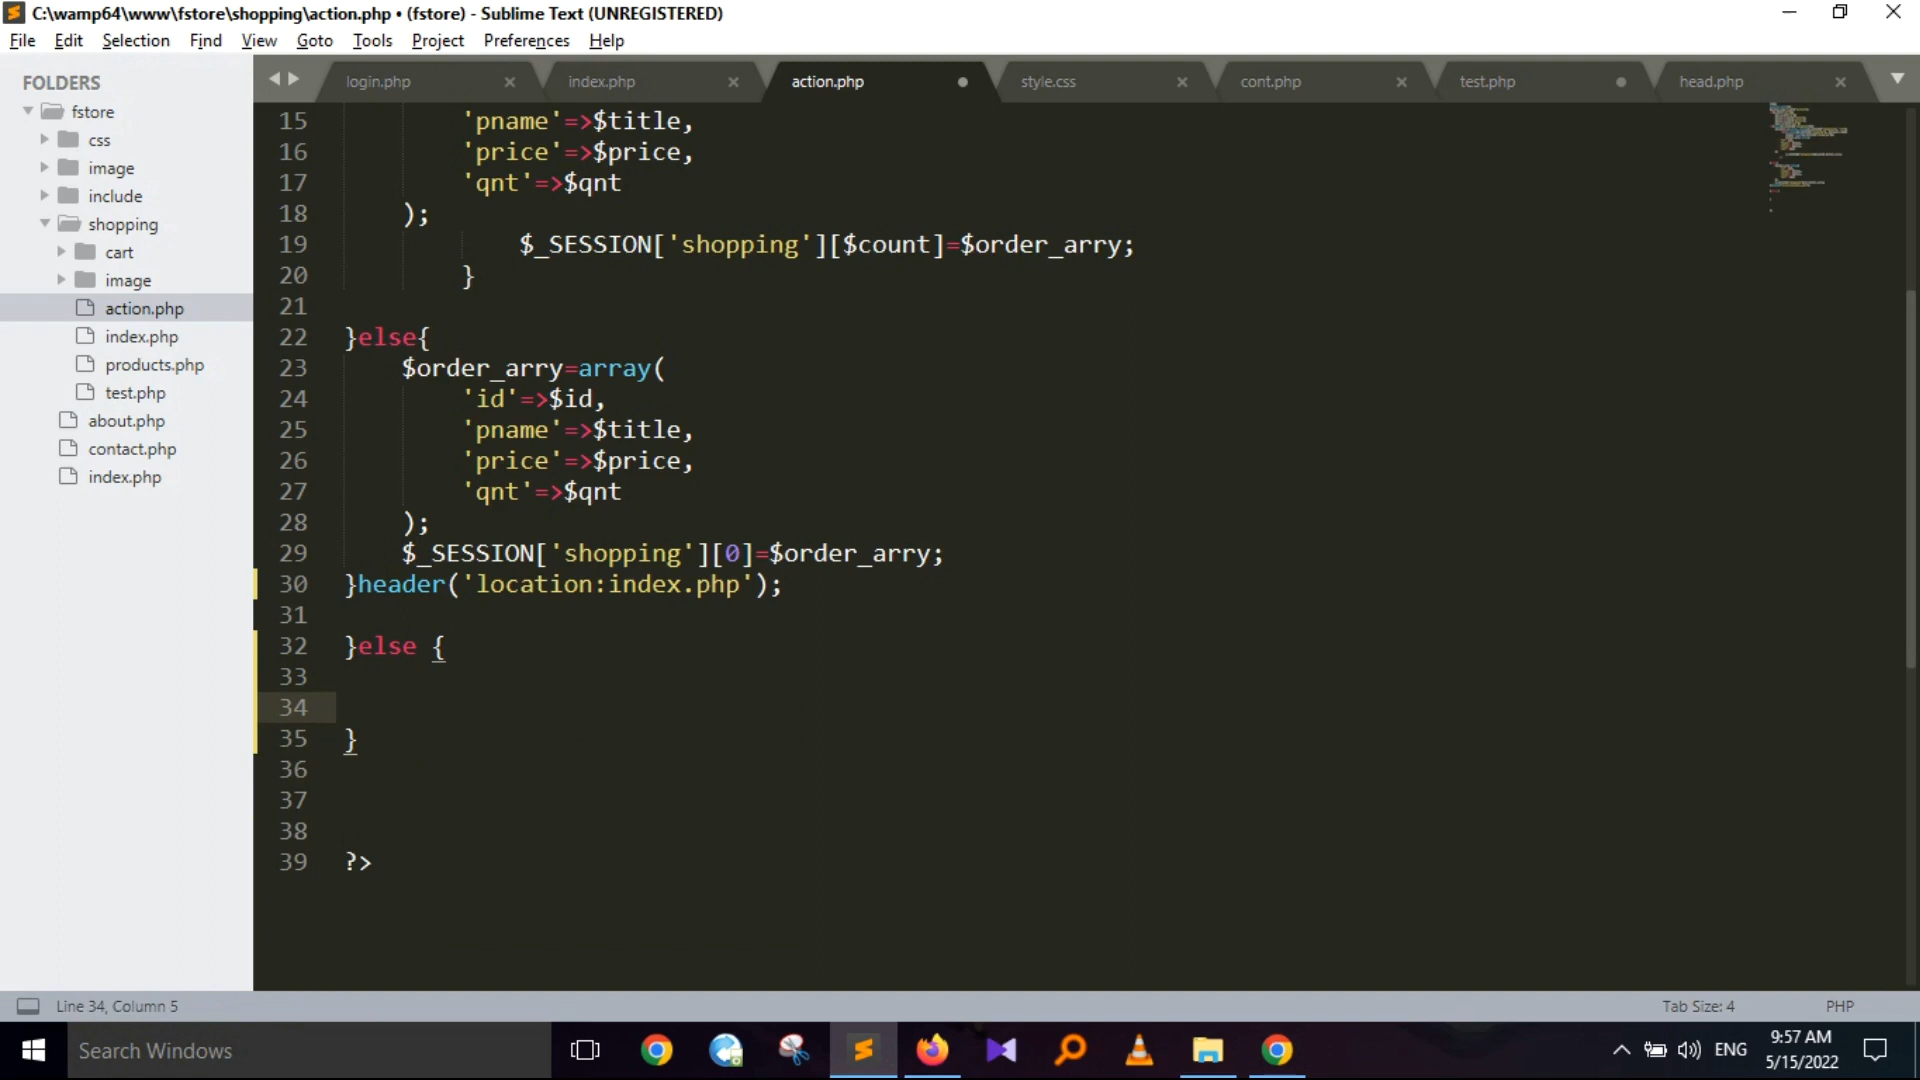 C:\wamp64\www\fstore\shopping\action.php • (fstore) - Sublime Text (UNREGISTERED)
File Edit Selection Find View Goto Tools Project Preferences Help
FOLDERS
fstore
css
image
include
shopping
cart
image
action.php
index.php
products.php
test.php
about.php
contact.php
index.php
login.php index.php action.php style.css cont.php test.php head.php
15 'pname'=>$title,
16 'price'=>$price,
17 'qnt'=>$qnt
18 );
19 $_SESSION['shopping'][$count]=$order_arry;
20 }
21
22 }else{
23 $order_arry=array(
24 'id'=>$id,
25 'pname'=>$title,
26 'price'=>$price,
27 'qnt'=>$qnt
28 );
29 $_SESSION['shopping'][0]=$order_arry;
30 }header('location:index.php');
31
32 }else {
33
34
35 }
36
37
38
39 ?>
Line 34, Column 5 Tab Size: 4 PHP
Search Windows ENG 9:57 AM
5/15/2022